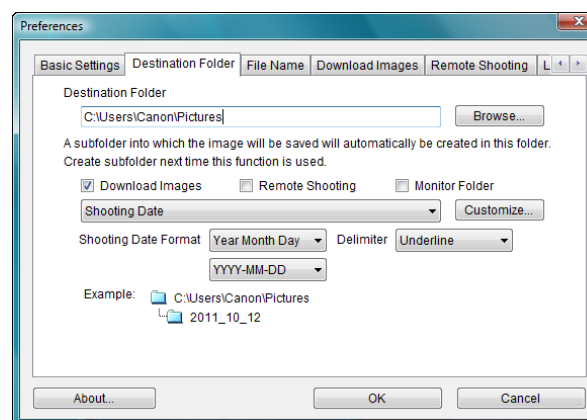 Preferences
Basic Settings Destination Folder File Name Download Images Remote Shooting L
Destination Folder
C:\Users\Canon\Pictures Browse...
A subfolder into which the image will be saved will automatically be created in this folder.
Create subfolder next time this function is used.
Download Images Remote Shooting Monitor Folder
Shooting Date Customize...
Shooting Date Format Year Month Day Delimiter Underline
YYYY-MM-DD
Example: C:\Users\Canon\Pictures
2011_10_12
About... OK Cancel